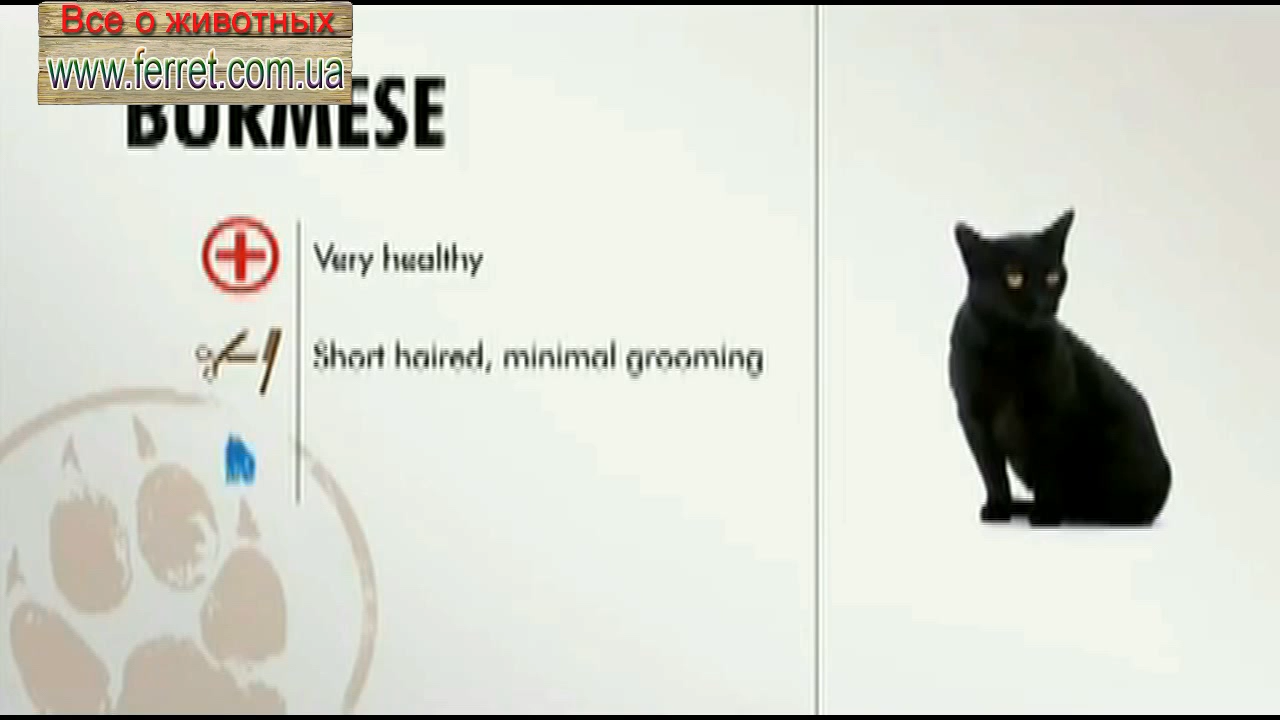 Все о животных
www.ferret.com.ua
BURMESE
Very healthy
Short haired, minimal grooming